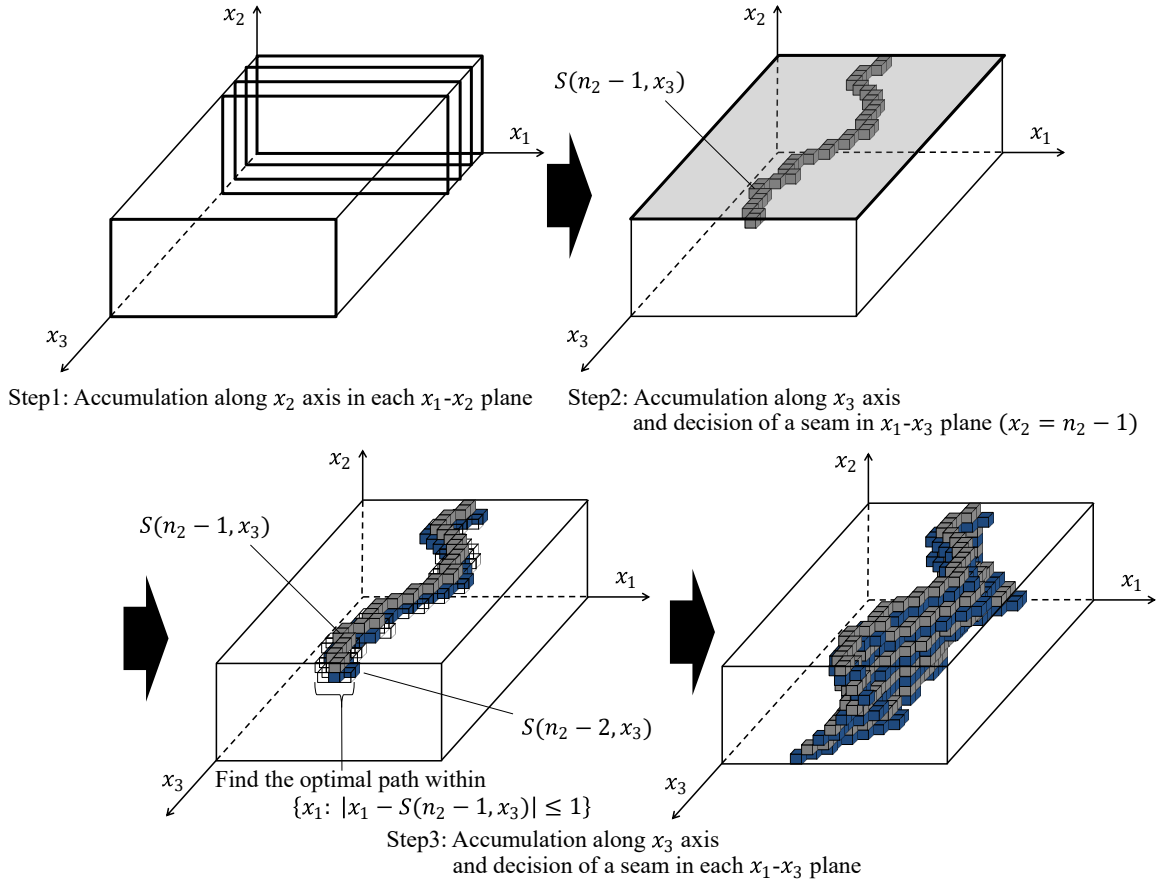 x₂
x₁
x₃
Step1: Accumulation along x₂ axis in each x₁-x₂ plane
x₂
S(n₂ − 1, x₃)
x₁
x₃
Step2: Accumulation along x₃ axis
and decision of a seam in x₁-x₃ plane (x₂ = n₂ − 1)
x₂
S(n₂ − 1, x₃)
x₁
S(n₂ − 2, x₃)
x₃
Find the optimal path within
{x₁: |x₁ − S(n₂ − 1, x₃)| ≤ 1}
x₂
x₁
x₃
Step3: Accumulation along x₃ axis
and decision of a seam in each x₁-x₃ plane